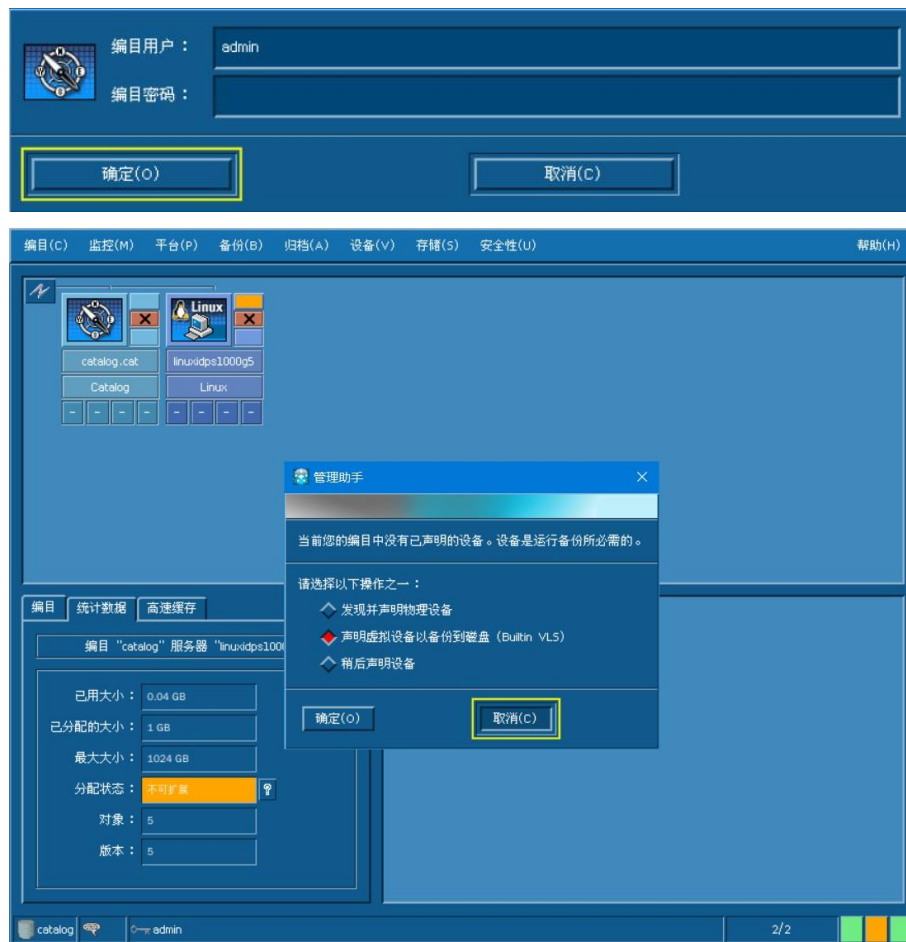 编目用户： admin
编目密码：
确定(O) 取消(C)
编目(C) 监控(M) 平台(P) 备份(B) 归档(A) 设备(V) 存储(S) 安全性(U) 帮助(H)
Linux
catalog.cat linuxidps1000g5
Catalog Linux
- - - - - - - -
管理助手
当前您的编目中没有已声明的设备。设备是运行备份所必需的。
请选择以下操作之一：
发现并声明物理设备
声明虚拟设备以备份到磁盘 (Builtin VLS)
稍后声明设备
确定(O) 取消(C)
编目 统计数据 高速缓存
编目 "catalog" 服务器 "linuxidps100
已用大小： 0.04 GB
已分配的大小： 1 GB
最大大小： 1024 GB
分配状态： 不可扩展
对象： 5
版本： 5
catalog admin 2/2